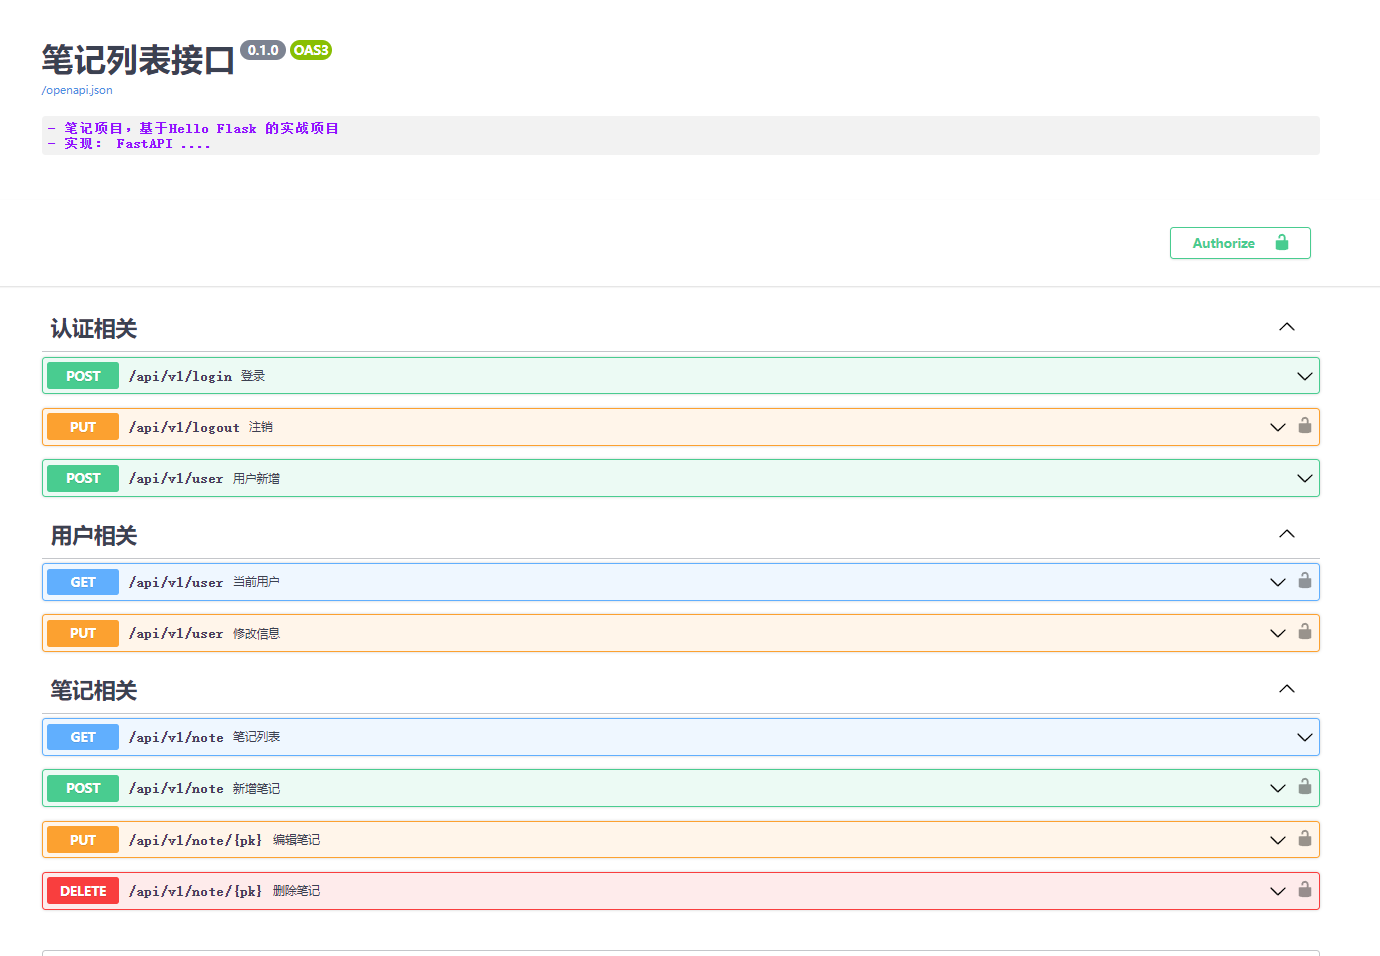 笔记列表接口 0.1.0 OAS3
/openapi.json
- 笔记项目，基于Hello Flask 的实战项目
- 实现： FastAPI ....
Authorize
认证相关
POST /api/v1/login 登录
PUT /api/v1/logout 注销
POST /api/v1/user 用户新增
用户相关
GET /api/v1/user 当前用户
PUT /api/v1/user 修改信息
笔记相关
GET /api/v1/note 笔记列表
POST /api/v1/note 新增笔记
PUT /api/v1/note/{pk} 编辑笔记
DELETE /api/v1/note/{pk} 删除笔记